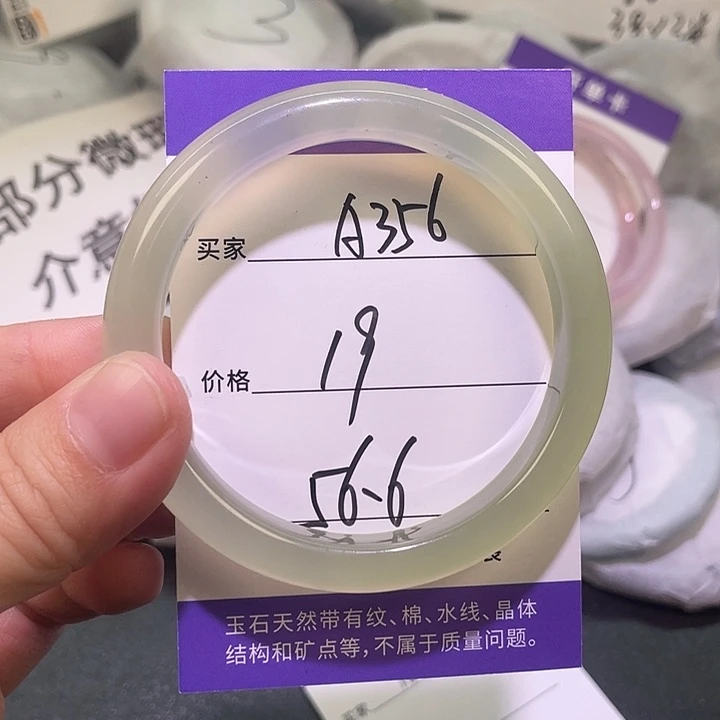 部分微瑕
介意
买家 A356
价格 19
56-6
玉石天然带有纹、棉、水线、晶体
结构和矿点等,不属于质量问题。